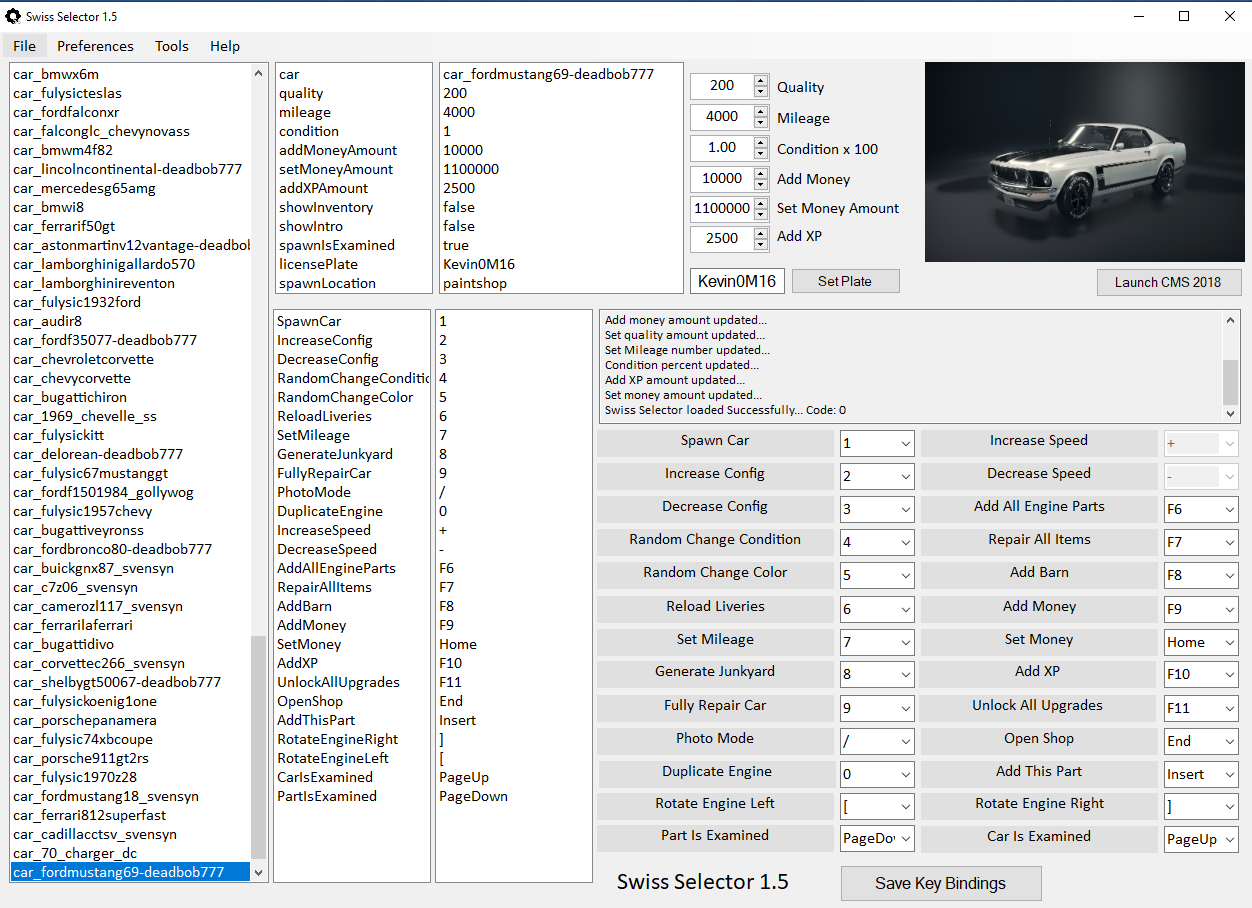 Swiss Selector 1.5
File Preferences Tools Help
car_bmwx6m
car_fulysicteslas
car_fordfalconxr
car_falconglc_chevynovass
car_bmwm4f82
car_lincolncontinental-deadbob777
car_mercedesg65amg
car_bmwi8
car_ferrarif50gt
car_astonmartinv12vantage-deadbob
car_lamborghinigallardo570
car_lamborghinireventon
car_fulysic1932ford
car_audir8
car_fordf35077-deadbob777
car_chevroletcorvette
car_chevycorvette
car_bugattichiron
car_1969_chevelle_ss
car_fulysickitt
car_delorean-deadbob777
car_fulysic67mustanggt
car_fordf1501984_gollywog
car_fulysic1957chevy
car_bugattiveyronss
car_fordbronco80-deadbob777
car_buickgnx87_svensyn
car_c7z06_svensyn
car_camerozl117_svensyn
car_ferrarilaferrari
car_bugattidivo
car_corvettec266_svensyn
car_shelbygt50067-deadbob777
car_fulysickoenig1one
car_porschepanamera
car_fulysic74xbcoupe
car_porsche911gt2rs
car_fulysic1970z28
car_fordmustang18_svensyn
car_ferrari812superfast
car_cadillacctsv_svensyn
car_70_charger_dc
car_fordmustang69-deadbob777
car
quality
mileage
condition
addMoneyAmount
setMoneyAmount
addXPAmount
showInventory
showIntro
spawnIsExamined
licensePlate
spawnLocation
car_fordmustang69-deadbob777
200
4000
1
10000
1100000
2500
false
false
true
Kevin0M16
paintshop
200 Quality
4000 Mileage
1.00 Condition x 100
10000 Add Money
1100000 Set Money Amount
2500 Add XP
Kevin0M16 Set Plate
Launch CMS 2018
SpawnCar
IncreaseConfig
DecreaseConfig
RandomChangeConditic
RandomChangeColor
ReloadLiveries
SetMileage
GenerateJunkyard
FullyRepairCar
PhotoMode
DuplicateEngine
IncreaseSpeed
DecreaseSpeed
AddAllEngineParts
RepairAllItems
AddBarn
AddMoney
SetMoney
AddXP
UnlockAllUpgrades
OpenShop
AddThisPart
RotateEngineRight
RotateEngineLeft
CarIsExamined
PartIsExamined
1
2
3
4
5
6
7
8
9
/
0
+
-
F6
F7
F8
F9
Home
F10
F11
End
Insert
]
[
PageUp
PageDown
Add money amount updated...
Set quality amount updated...
Set Mileage number updated...
Condition percent updated...
Add XP amount updated...
Set money amount updated...
Swiss Selector loaded Successfully... Code: 0
Spawn Car 1 Increase Speed +
Increase Config 2 Decrease Speed -
Decrease Config 3 Add All Engine Parts F6
Random Change Condition 4 Repair All Items F7
Random Change Color 5 Add Barn F8
Reload Liveries 6 Add Money F9
Set Mileage 7 Set Money Home
Generate Junkyard 8 Add XP F10
Fully Repair Car 9 Unlock All Upgrades F11
Photo Mode / Open Shop End
Duplicate Engine 0 Add This Part Insert
Rotate Engine Left [ Rotate Engine Right ]
Part Is Examined PageDov Car Is Examined PageUp
Swiss Selector 1.5 Save Key Bindings